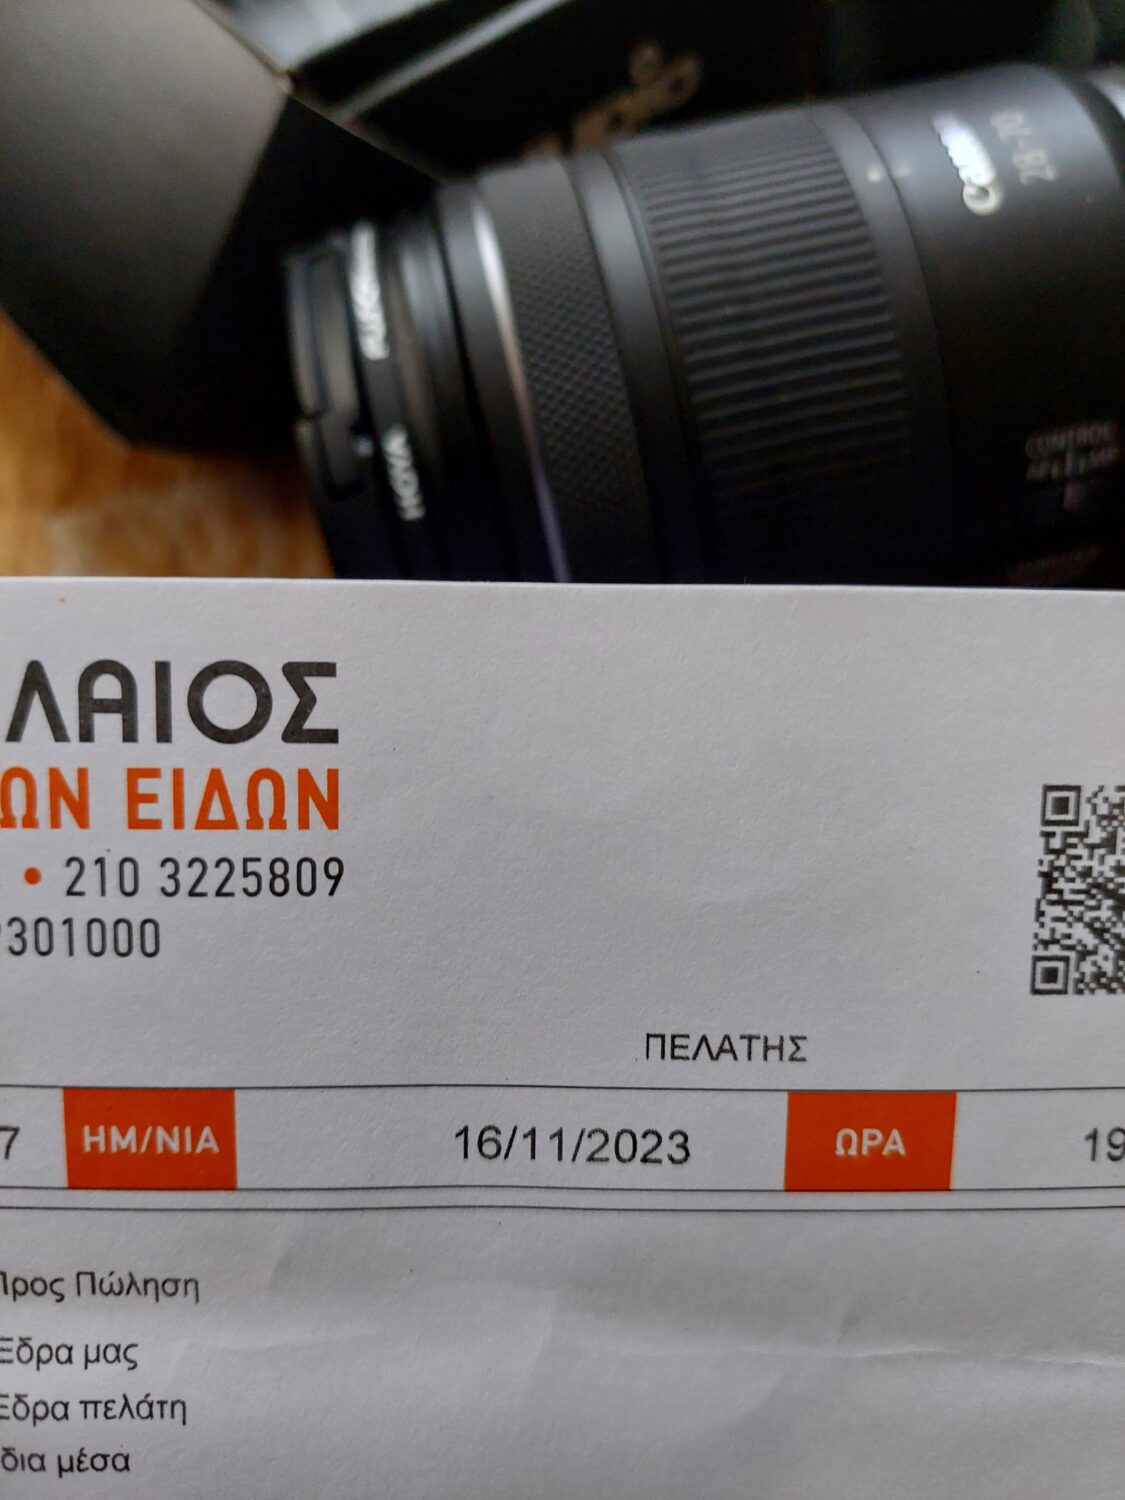 Canon
28-70
HOYA
CONTROL
ΛΑΙΟΣ
ΩΝ ΕΙΔΩΝ
• 210 3225809
301000
ΠΕΛΑΤΗΣ
7 ΗΜ/ΝΙΑ 16/11/2023 ΩΡΑ 19
Προς Πώληση
Έδρα μας
Έδρα πελάτη
δια μέσα